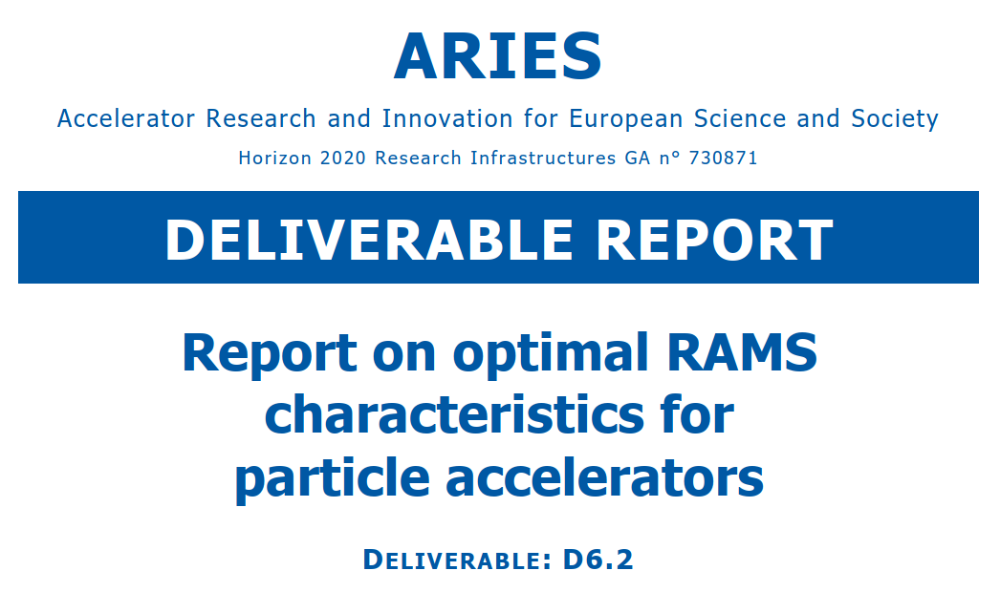 ARIES
Accelerator Research and Innovation for European Science and Society
Horizon 2020 Research Infrastructures GA n° 730871
DELIVERABLE REPORT
Report on optimal RAMS
characteristics for
particle accelerators
DELIVERABLE: D6.2